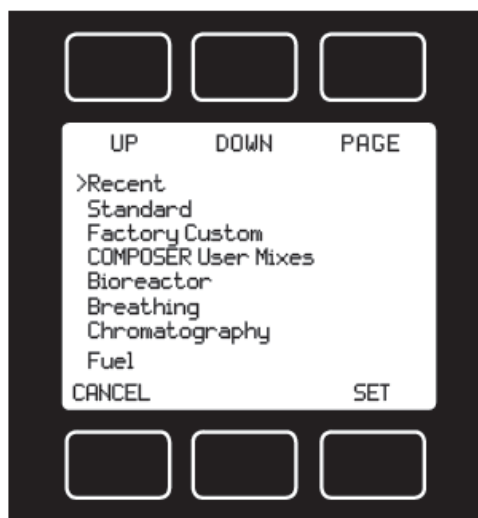 UP DOWN PAGE
>Recent
Standard
Factory Custom
COMPOSER User Mixes
Bioreactor
Breathing
Chromatography
Fuel
CANCEL SET